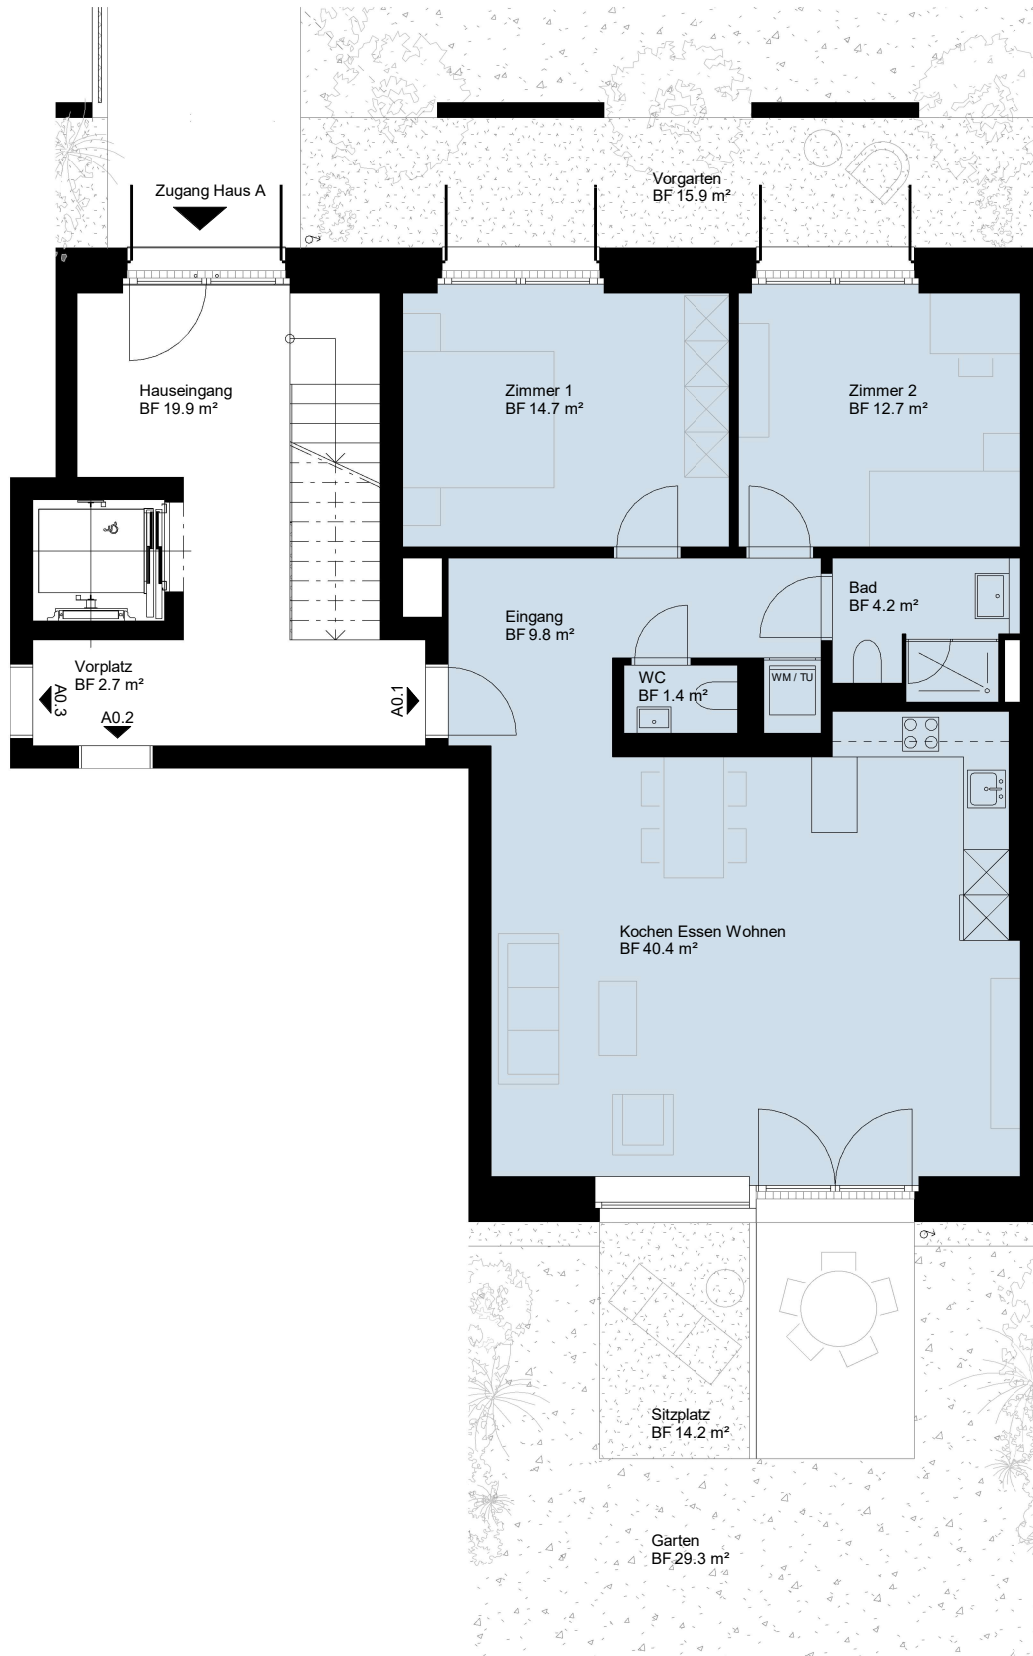 Zugang Haus A
Vorgarten
BF 15.9 m²
Hauseingang
BF 19.9 m²
Zimmer 1
BF 14.7 m²
Zimmer 2
BF 12.7 m²
Eingang
BF 9.8 m²
Bad
BF 4.2 m²
Vorplatz
BF 2.7 m²
A0.3
A0.2
A0.1
WC
BF 1.4 m²
WM / TU
Kochen Essen Wohnen
BF 40.4 m²
Sitzplatz
BF 14.2 m²
Garten
BF 29.3 m²